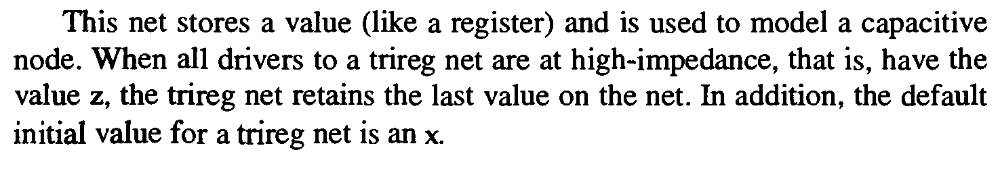 This net stores a value (like a register) and is used to model a capacitive
node. When all drivers to a trireg net are at high-impedance, that is, have the
value z, the trireg net retains the last value on the net. In addition, the default
initial value for a trireg net is an x.